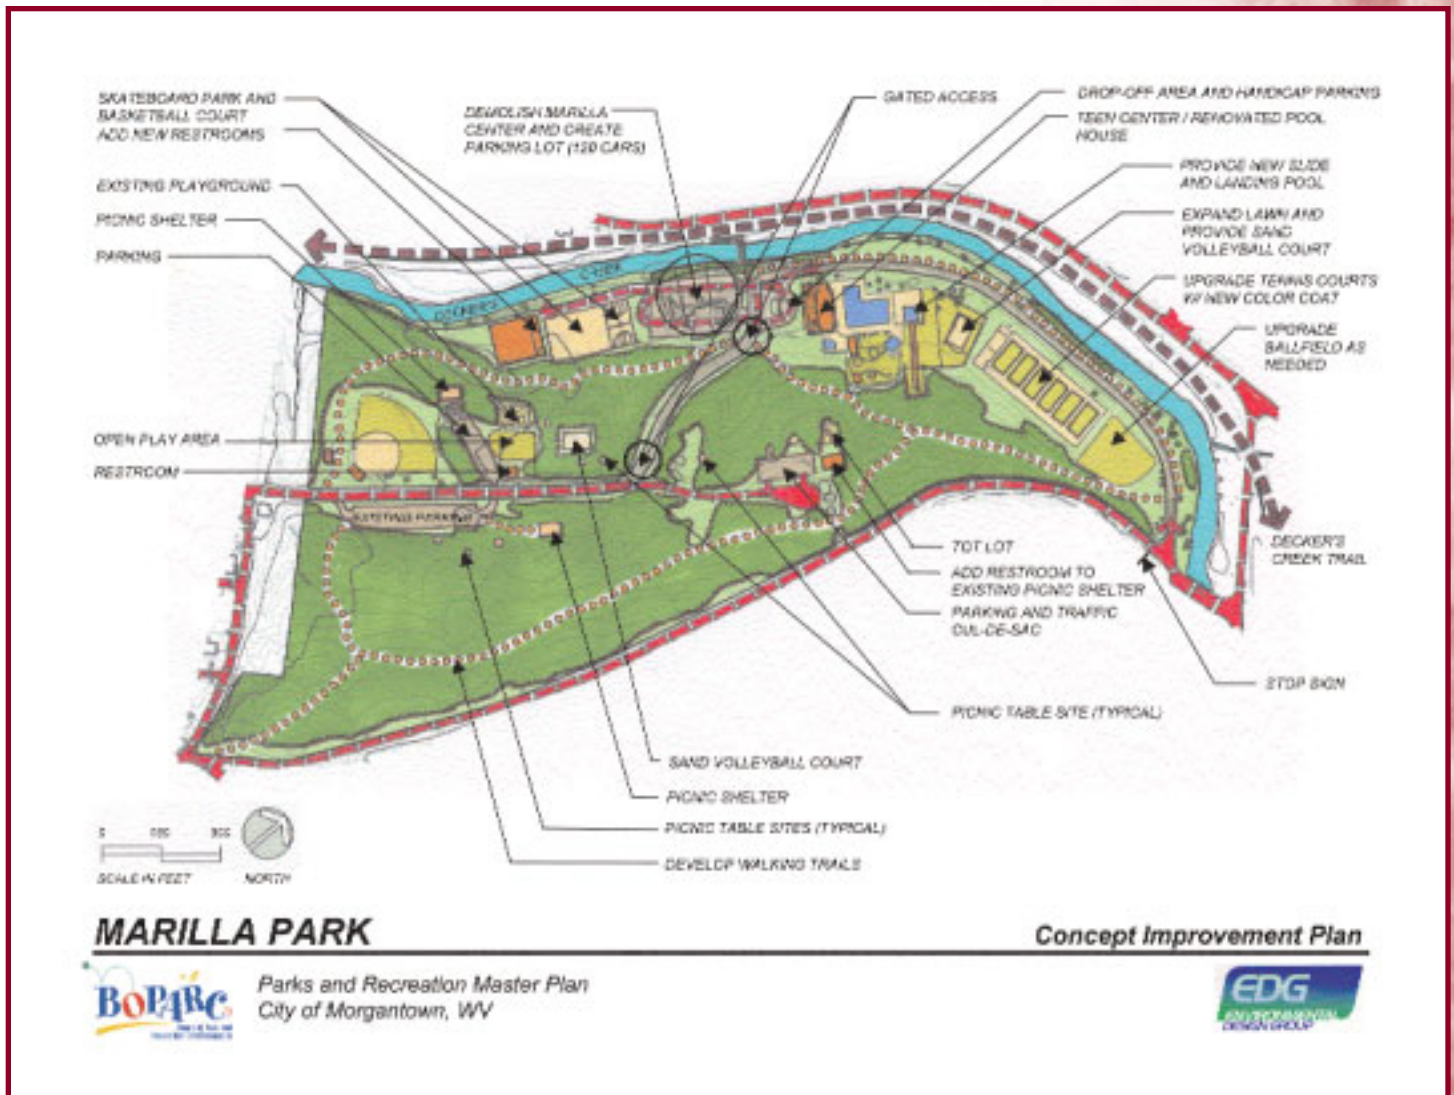 SKATEBOARD PARK AND
BASKETBALL COURT
ADD NEW RESTROOMS
EXISTING PLAYGROUND
PICNIC SHELTER
PARKING
OPEN PLAY AREA
RESTROOM
DEMOLISH MARILLA
CENTER AND CREATE
PARKING LOT (120 CARS)
GATED ACCESS
DROP-OFF AREA AND HANDICAP PARKING
TEEN CENTER / RENOVATED POOL
HOUSE
PROVIDE NEW SLIDE
AND LANDING POOL
EXPAND LAWN AND
PROVIDE SAND
VOLLEYBALL COURT
UPGRADE TENNIS COURTS
W/ NEW COLOR COAT
UPGRADE
BALLFIELD AS
NEEDED
CREEK
EXISTING PARKING
DECKER'S
CREEK TRAIL
TOT LOT
ADD RESTROOM TO
EXISTING PICNIC SHELTER
PARKING AND TRAFFIC
CUL-DE-SAC
STOP SIGN
PICNIC TABLE SITE (TYPICAL)
SAND VOLLEYBALL COURT
PICNIC SHELTER
PICNIC TABLE SITES (TYPICAL)
DEVELOP WALKING TRAILS
SCALE IN FEET
NORTH
MARILLA PARK
Concept Improvement Plan
BOPARC
Parks and Recreation Master Plan
City of Morgantown, WV
EDG
ENVIRONMENTAL
DESIGN GROUP